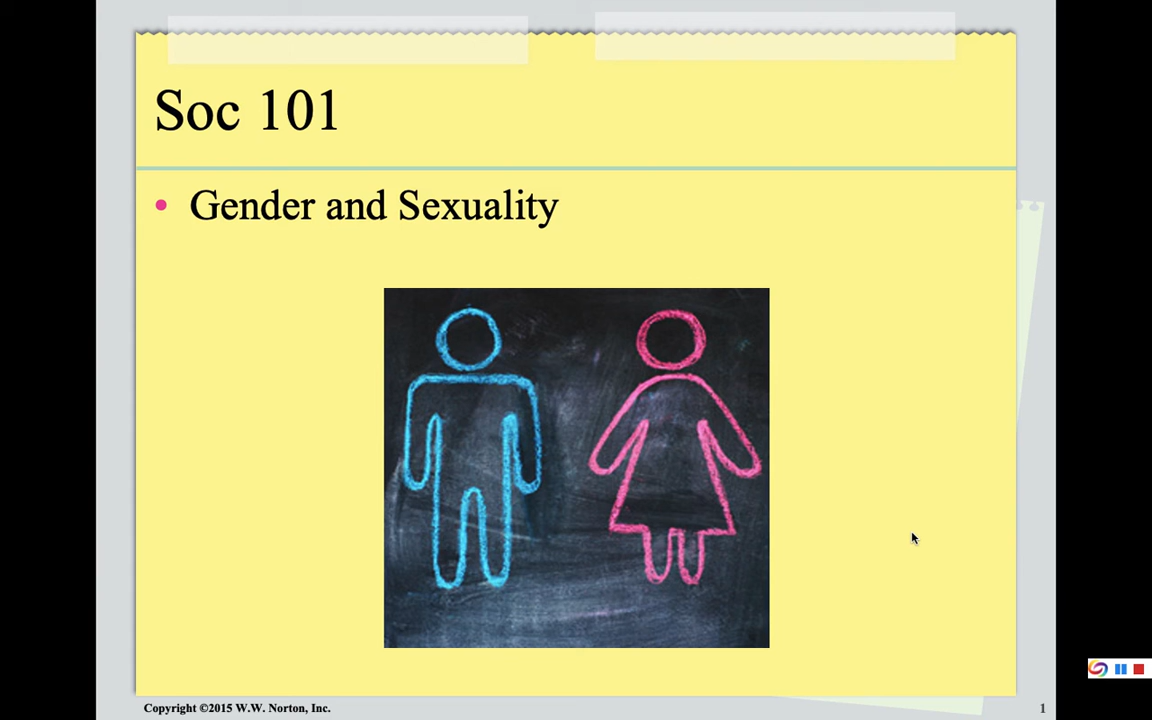 Soc 101
• Gender and Sexuality
Copyright ©2015 W.W. Norton, Inc.
1